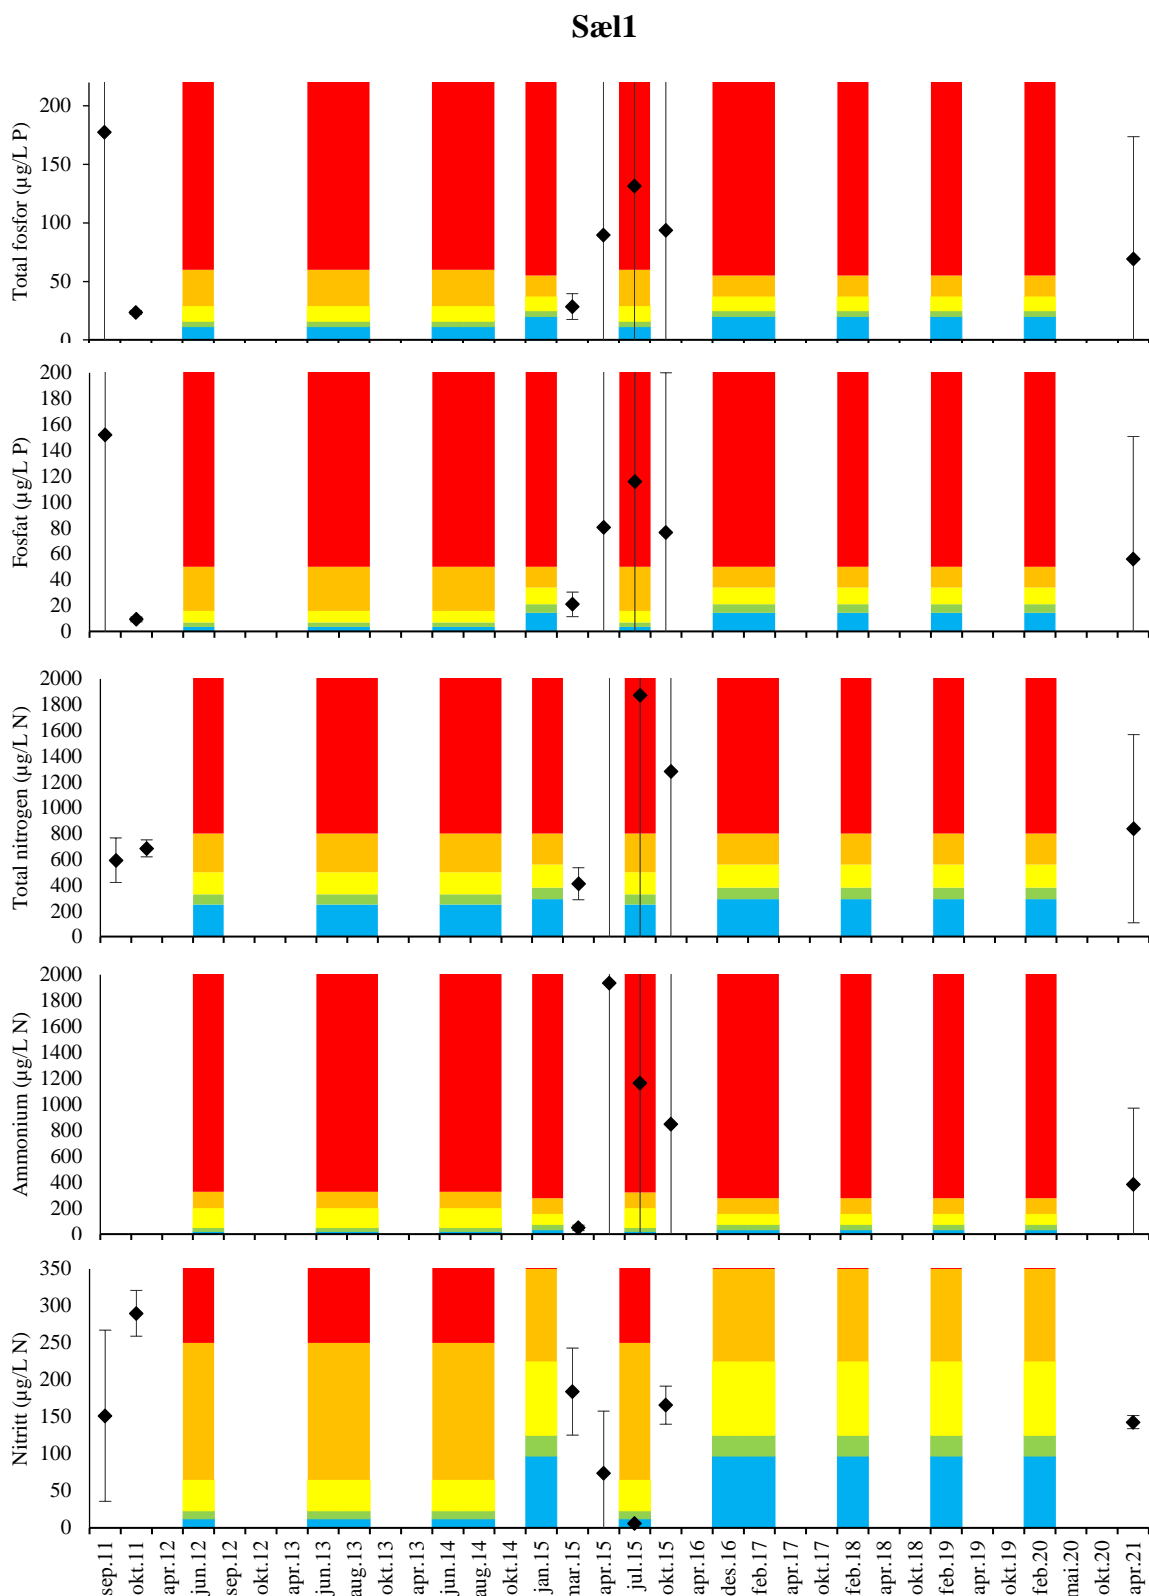 Sæl1
Total fosfor (µg/L P)
200
150
100
50
0
Fosfat (µg/L P)
200
180
160
140
120
100
80
60
40
20
0
Total nitrogen (µg/L N)
2000
1800
1600
1400
1200
1000
800
600
400
200
0
Ammonium (µg/L N)
2000
1800
1600
1400
1200
1000
800
600
400
200
0
Nitritt (µg/L N)
350
300
250
200
150
100
50
0
sep.11
okt.11
apr.12
jun.12
sep.12
okt.12
apr.13
jun.13
aug.13
okt.13
apr.13
jun.14
aug.14
okt.14
jan.15
mar.15
apr.15
jul.15
okt.15
apr.16
des.16
feb.17
apr.17
okt.17
feb.18
apr.18
okt.18
feb.19
apr.19
okt.19
feb.20
mai.20
okt.20
apr.21